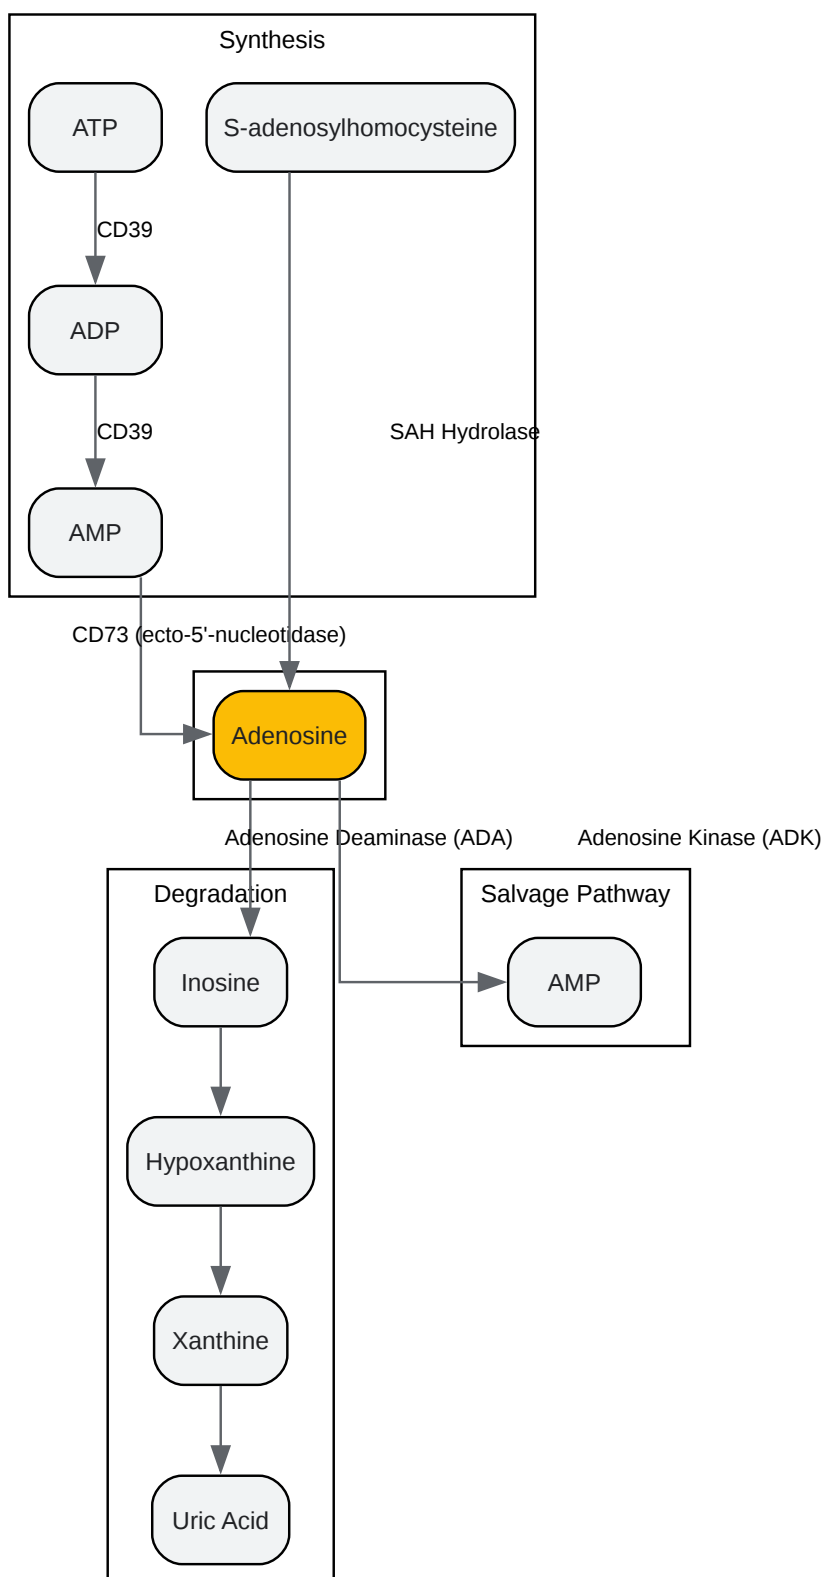 Synthesis
ATP
S-adenosylhomocysteine
CD39
ADP
CD39
SAH Hydrolase
AMP
CD73 (ecto-5'-nucleotidase)
Adenosine
Adenosine Deaminase (ADA)
Adenosine Kinase (ADK)
Degradation
Salvage Pathway
Inosine
AMP
Hypoxanthine
Xanthine
Uric Acid